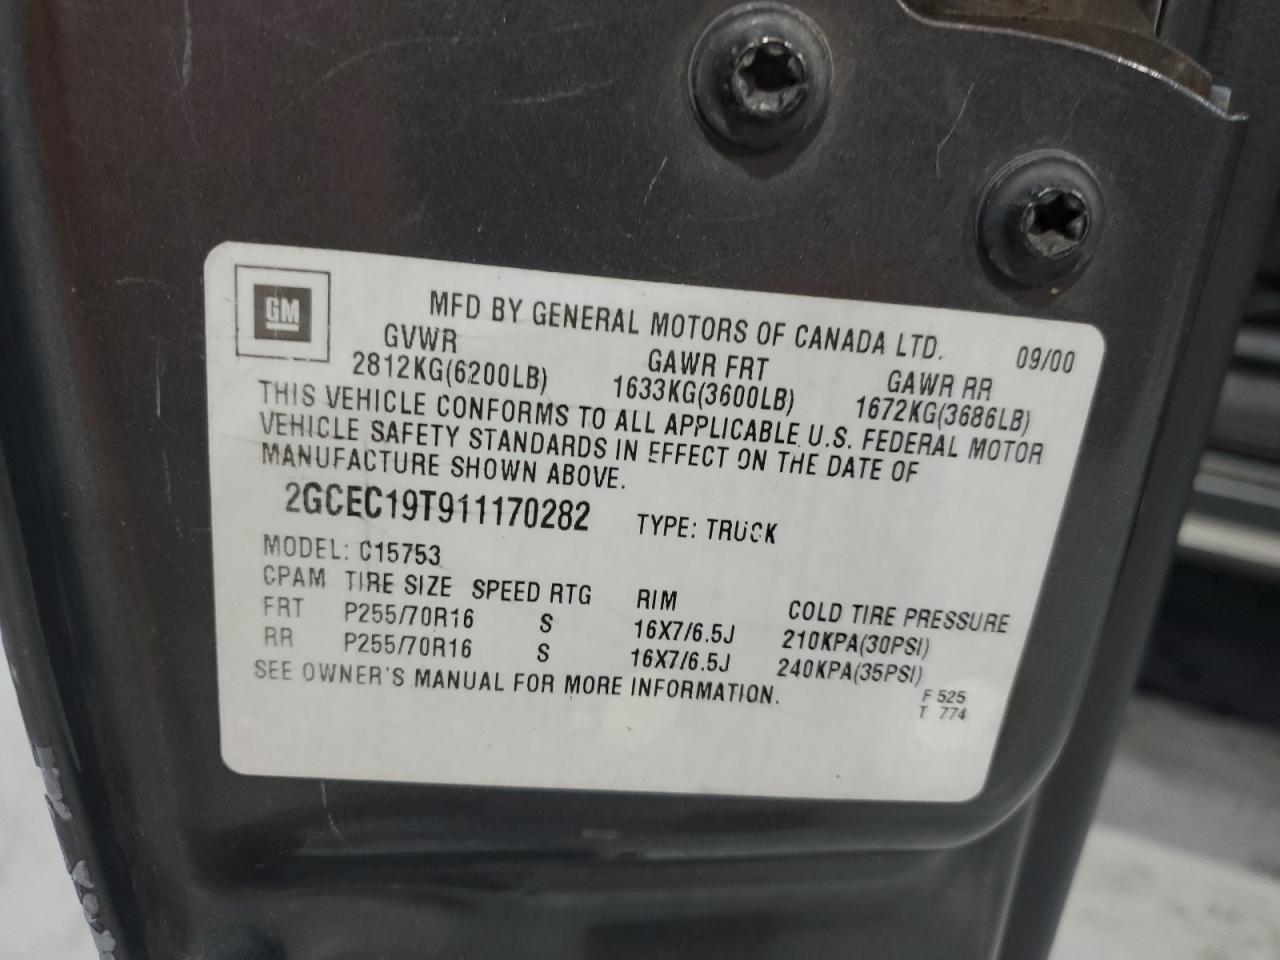 GM
MFD BY GENERAL MOTORS OF CANADA LTD. 09/00
GVWR GAWR FRT GAWR RR
2812KG(6200LB) 1633KG(3600LB) 1672KG(3686LB)
THIS VEHICLE CONFORMS TO ALL APPLICABLE U.S. FEDERAL MOTOR
VEHICLE SAFETY STANDARDS IN EFFECT ON THE DATE OF
MANUFACTURE SHOWN ABOVE.
2GCEC19T911170282 TYPE: TRUCK
MODEL: C15753
CPAM TIRE SIZE SPEED RTG RIM COLD TIRE PRESSURE
FRT P255/70R16 S 16X7/6.5J 210KPA(30PSI)
RR P255/70R16 S 16X7/6.5J 240KPA(35PSI)
SEE OWNER'S MANUAL FOR MORE INFORMATION.
F 525
T 774